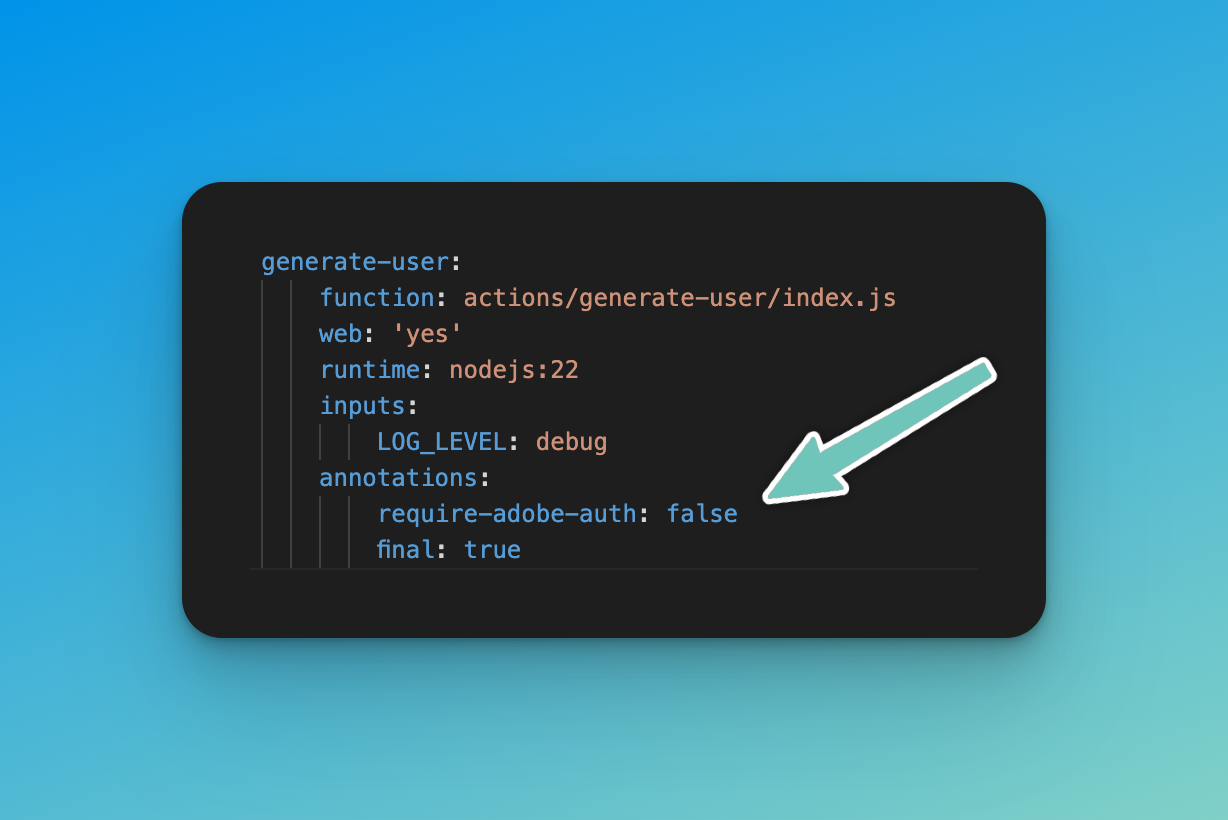 generate-user:
function: actions/generate-user/index.js
web: 'yes'
runtime: nodejs:22
inputs:
LOG_LEVEL: debug
annotations:
require-adobe-auth: false
final: true